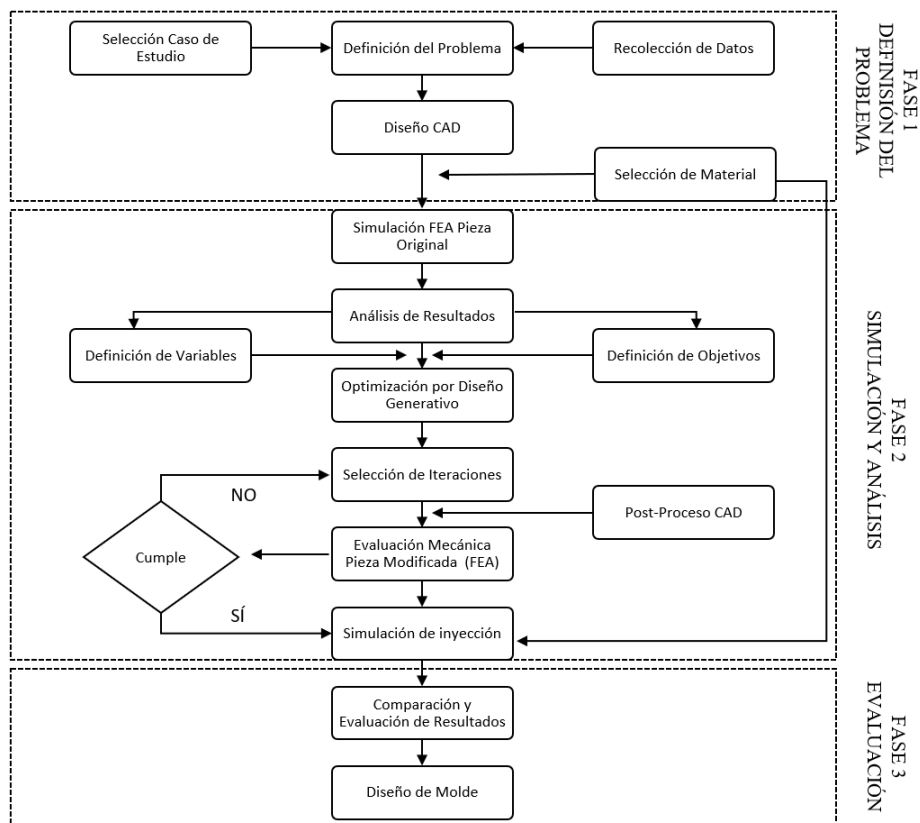 Selección Caso de
Estudio
Definición del Problema
Recolección de Datos
Diseño CAD
Selección de Material
FASE 1
DEFINISIÓN DEL
PROBLEMA
Simulación FEA Pieza
Original
Análisis de Resultados
Definición de Variables
Definición de Objetivos
Optimización por Diseño
Generativo
Selección de Iteraciones
NO
Post-Proceso CAD
Cumple
Evaluación Mecánica
Pieza Modificada (FEA)
SÍ
Simulación de inyección
FASE 2
SIMULACIÓN Y ANÁLISIS
Comparación y
Evaluación de Resultados
Diseño de Molde
FASE 3
EVALUACIÓN